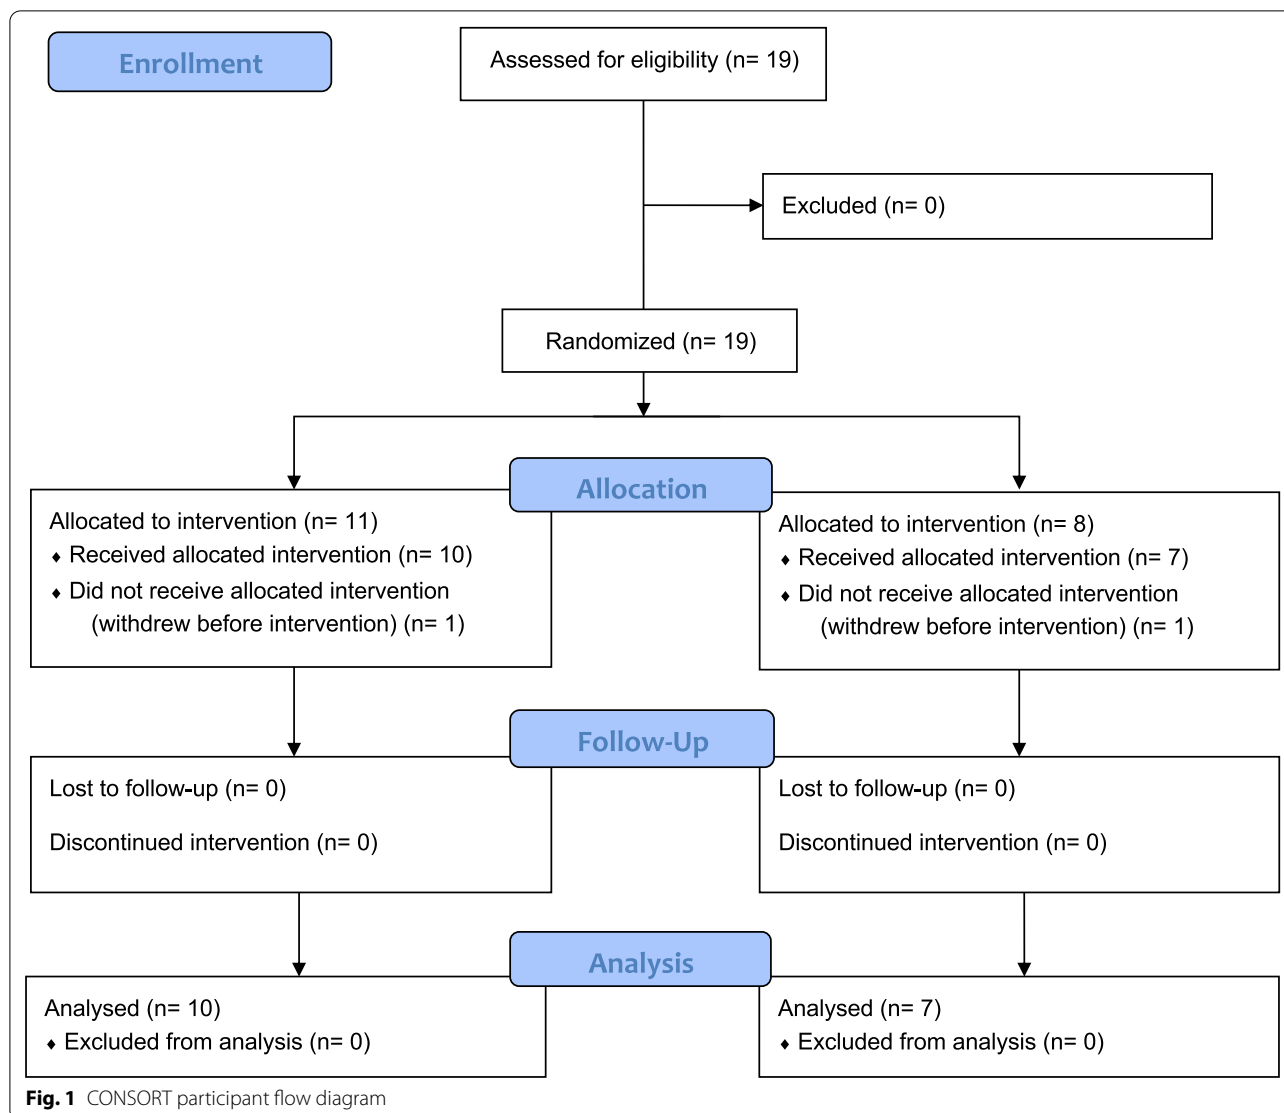 Enrollment
Assessed for eligibility (n= 19)
Excluded (n= 0)
Randomized (n= 19)
Allocation
Allocated to intervention (n= 11)
♦ Received allocated intervention (n= 10)
♦ Did not receive allocated intervention
(withdrew before intervention) (n= 1)
Allocated to intervention (n= 8)
♦ Received allocated intervention (n= 7)
♦ Did not receive allocated intervention
(withdrew before intervention) (n= 1)
Follow-Up
Lost to follow-up (n= 0)
Discontinued intervention (n= 0)
Lost to follow-up (n= 0)
Discontinued intervention (n= 0)
Analysis
Analysed (n= 10)
♦ Excluded from analysis (n= 0)
Analysed (n= 7)
♦ Excluded from analysis (n= 0)
Fig. 1 CONSORT participant flow diagram